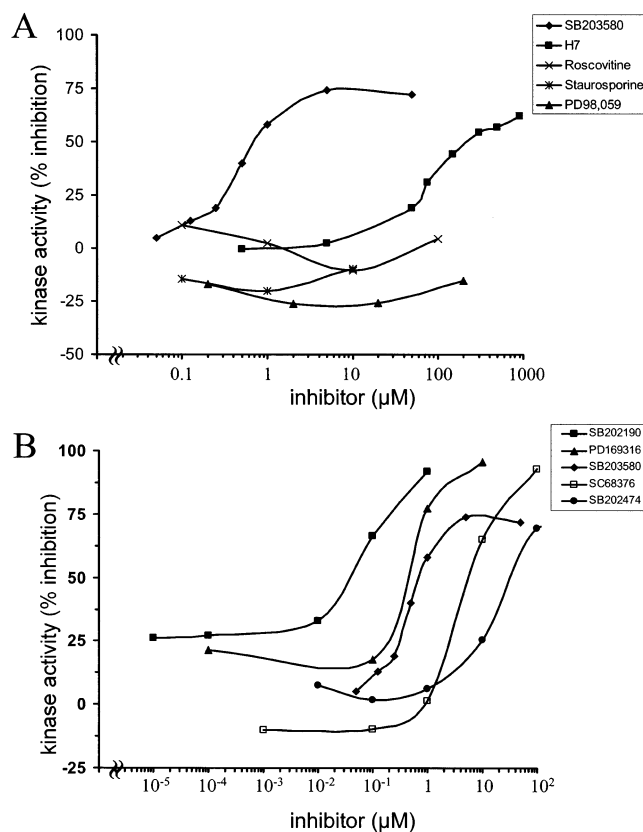 A
SB203580
H7
Roscovitine
Staurosporine
PD98,059
kinase activity (% inhibition)
100
75
50
25
0
-25
-50
0.1 1 10 100 1000
inhibitor (µM)
B
SB202190
PD169316
SB203580
SC68376
SB202474
kinase activity (% inhibition)
100
75
50
25
0
-25
10-5 10-4 10-3 10-2 10-1 1 10 102
inhibitor (µM)